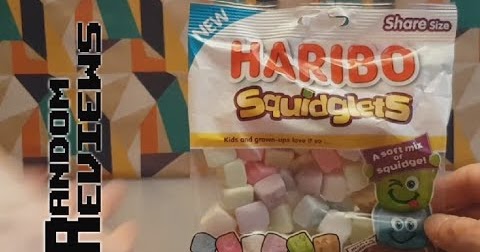 RANDOM
REVIEWS
NEW
Share Size
HARIBO
Squidglets
Kids and grown-ups love it so...
A soft mix
of
squidge!